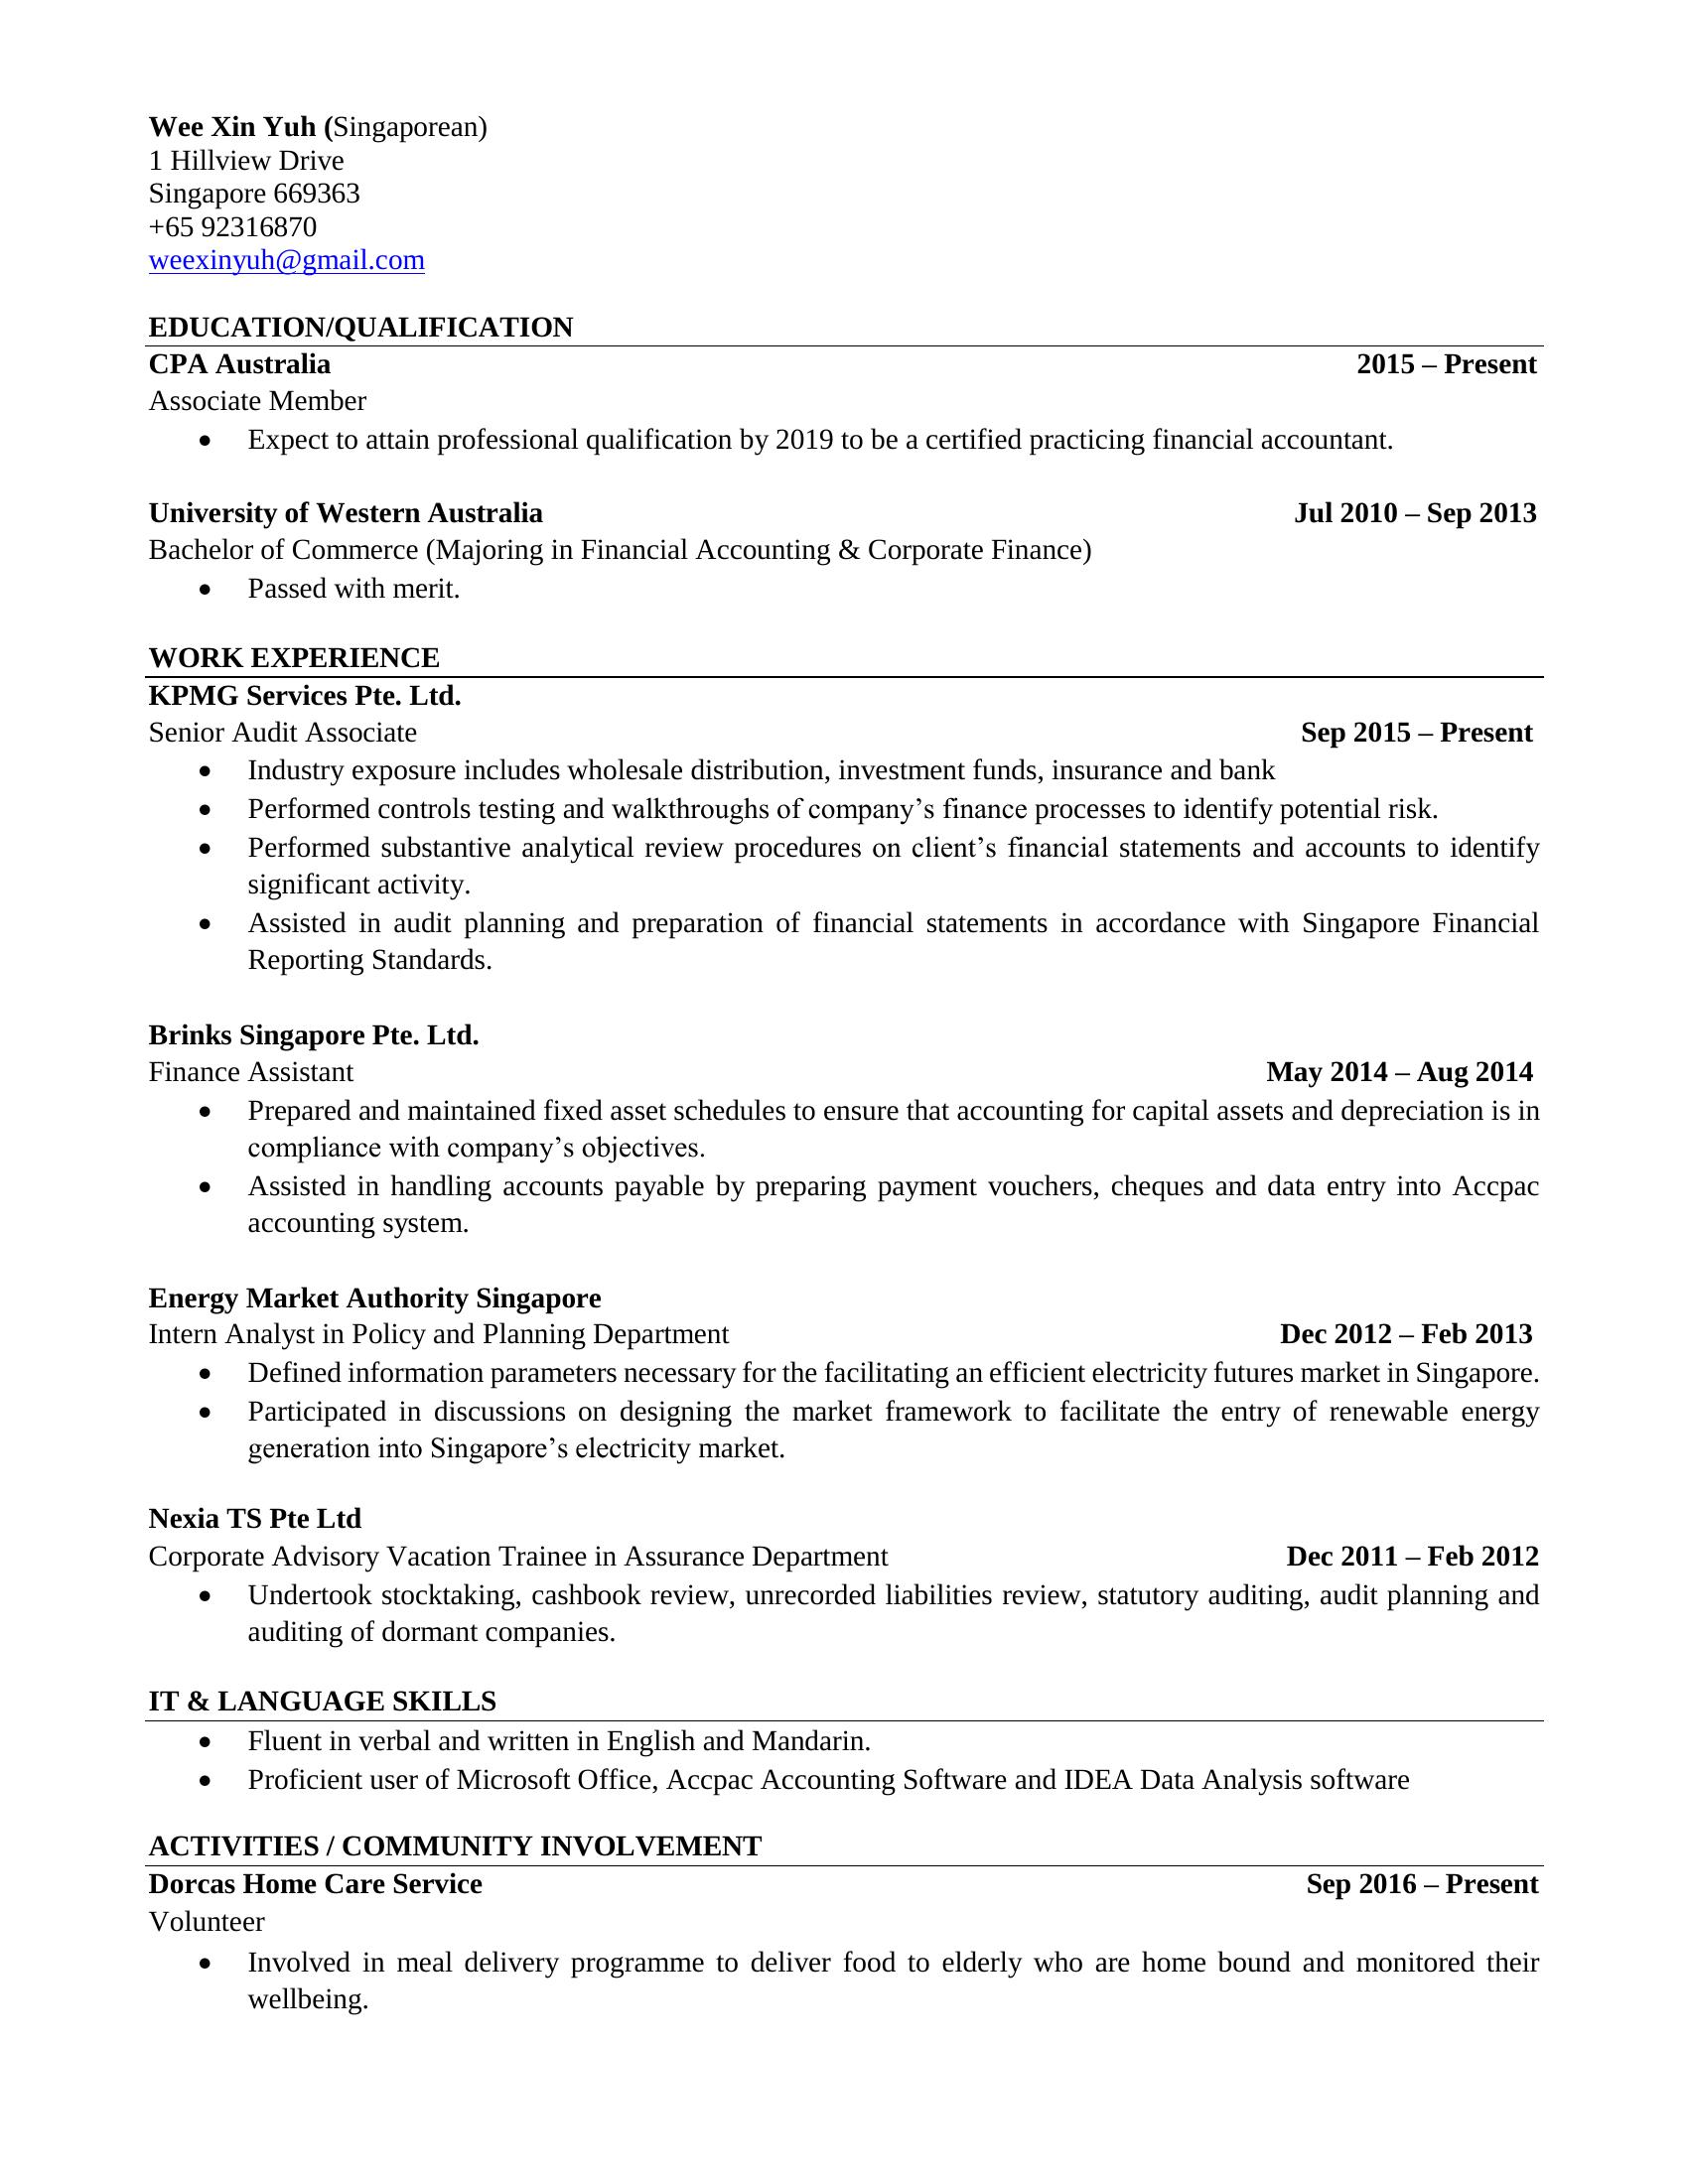 Wee Xin Yuh (Singaporean)
1 Hillview Drive
Singapore 669363
+65 92316870
weexinyuh@gmail.com
EDUCATION/QUALIFICATION
CPA Australia 2015 – Present
Associate Member
• Expect to attain professional qualification by 2019 to be a certified practicing financial accountant.
University of Western Australia Jul 2010 – Sep 2013
Bachelor of Commerce (Majoring in Financial Accounting & Corporate Finance)
• Passed with merit.
WORK EXPERIENCE
KPMG Services Pte. Ltd.
Senior Audit Associate Sep 2015 – Present
• Industry exposure includes wholesale distribution, investment funds, insurance and bank
• Performed controls testing and walkthroughs of company’s finance processes to identify potential risk.
• Performed substantive analytical review procedures on client’s financial statements and accounts to identify
significant activity.
• Assisted in audit planning and preparation of financial statements in accordance with Singapore Financial
Reporting Standards.
Brinks Singapore Pte. Ltd.
Finance Assistant May 2014 – Aug 2014
• Prepared and maintained fixed asset schedules to ensure that accounting for capital assets and depreciation is in
compliance with company’s objectives.
• Assisted in handling accounts payable by preparing payment vouchers, cheques and data entry into Accpac
accounting system.
Energy Market Authority Singapore
Intern Analyst in Policy and Planning Department Dec 2012 – Feb 2013
• Defined information parameters necessary for the facilitating an efficient electricity futures market in Singapore.
• Participated in discussions on designing the market framework to facilitate the entry of renewable energy
generation into Singapore’s electricity market.
Nexia TS Pte Ltd
Corporate Advisory Vacation Trainee in Assurance Department Dec 2011 – Feb 2012
• Undertook stocktaking, cashbook review, unrecorded liabilities review, statutory auditing, audit planning and
auditing of dormant companies.
IT & LANGUAGE SKILLS
• Fluent in verbal and written in English and Mandarin.
• Proficient user of Microsoft Office, Accpac Accounting Software and IDEA Data Analysis software
ACTIVITIES / COMMUNITY INVOLVEMENT
Dorcas Home Care Service Sep 2016 – Present
Volunteer
• Involved in meal delivery programme to deliver food to elderly who are home bound and monitored their
wellbeing.